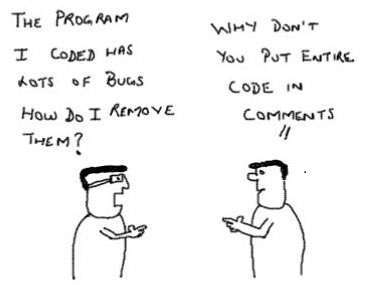 THE PROGRAM
I CODED HAS
LOTS OF BUGS
HOW DO I REMOVE
THEM?
WHY DON'T
YOU PUT ENTIRE
CODE IN
COMMENTS
!!